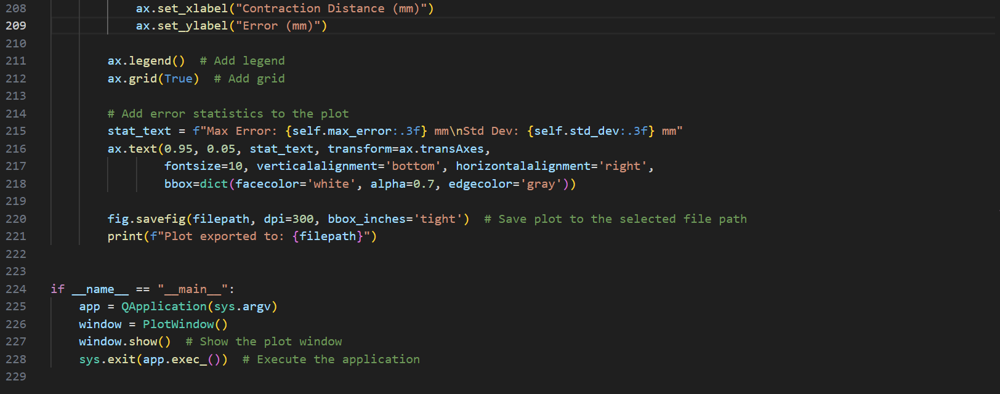 208 ax.set_xlabel("Contraction Distance (mm)")
209 ax.set_ylabel("Error (mm)")
210
211 ax.legend()  # Add legend
212 ax.grid(True)  # Add grid
213
214 # Add error statistics to the plot
215 stat_text = f"Max Error: {self.max_error:.3f} mm\nStd Dev: {self.std_dev:.3f} mm"
216 ax.text(0.95, 0.05, stat_text, transform=ax.transAxes,
217 fontsize=10, verticalalignment='bottom', horizontalalignment='right',
218 bbox=dict(facecolor='white', alpha=0.7, edgecolor='gray'))
219
220 fig.savefig(filepath, dpi=300, bbox_inches='tight')  # Save plot to the selected file path
221 print(f"Plot exported to: {filepath}")
222
223
224 if __name__ == "__main__":
225 app = QApplication(sys.argv)
226 window = PlotWindow()
227 window.show()  # Show the plot window
228 sys.exit(app.exec_())  # Execute the application
229